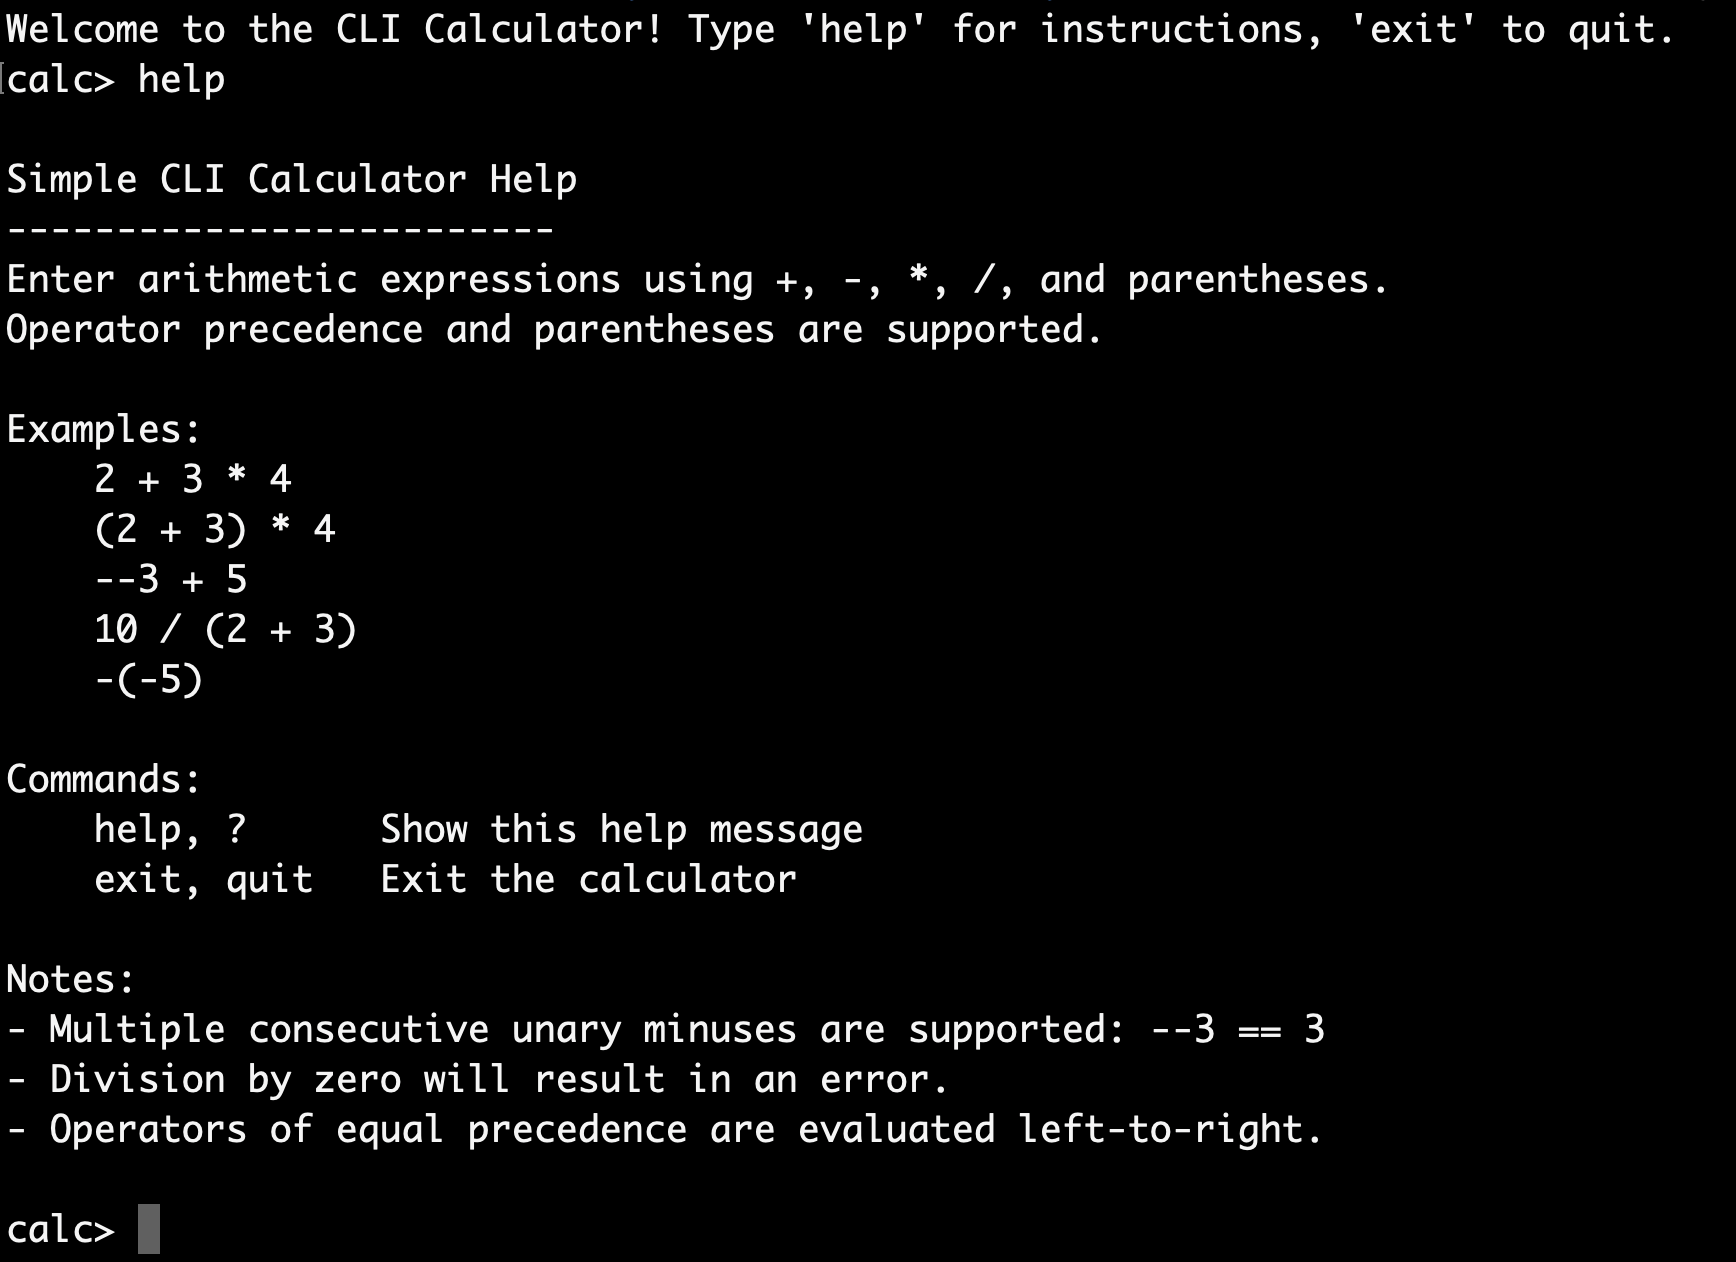 Welcome to the CLI Calculator! Type 'help' for instructions, 'exit' to quit.
calc> help
Simple CLI Calculator Help
-------------------------
Enter arithmetic expressions using +, -, *, /, and parentheses.
Operator precedence and parentheses are supported.
Examples:
    2 + 3 * 4
    (2 + 3) * 4
    --3 + 5
    10 / (2 + 3)
    -(-5)
Commands:
    help, ?      Show this help message
    exit, quit   Exit the calculator
Notes:
- Multiple consecutive unary minuses are supported: --3 == 3
- Division by zero will result in an error.
- Operators of equal precedence are evaluated left-to-right.
calc>